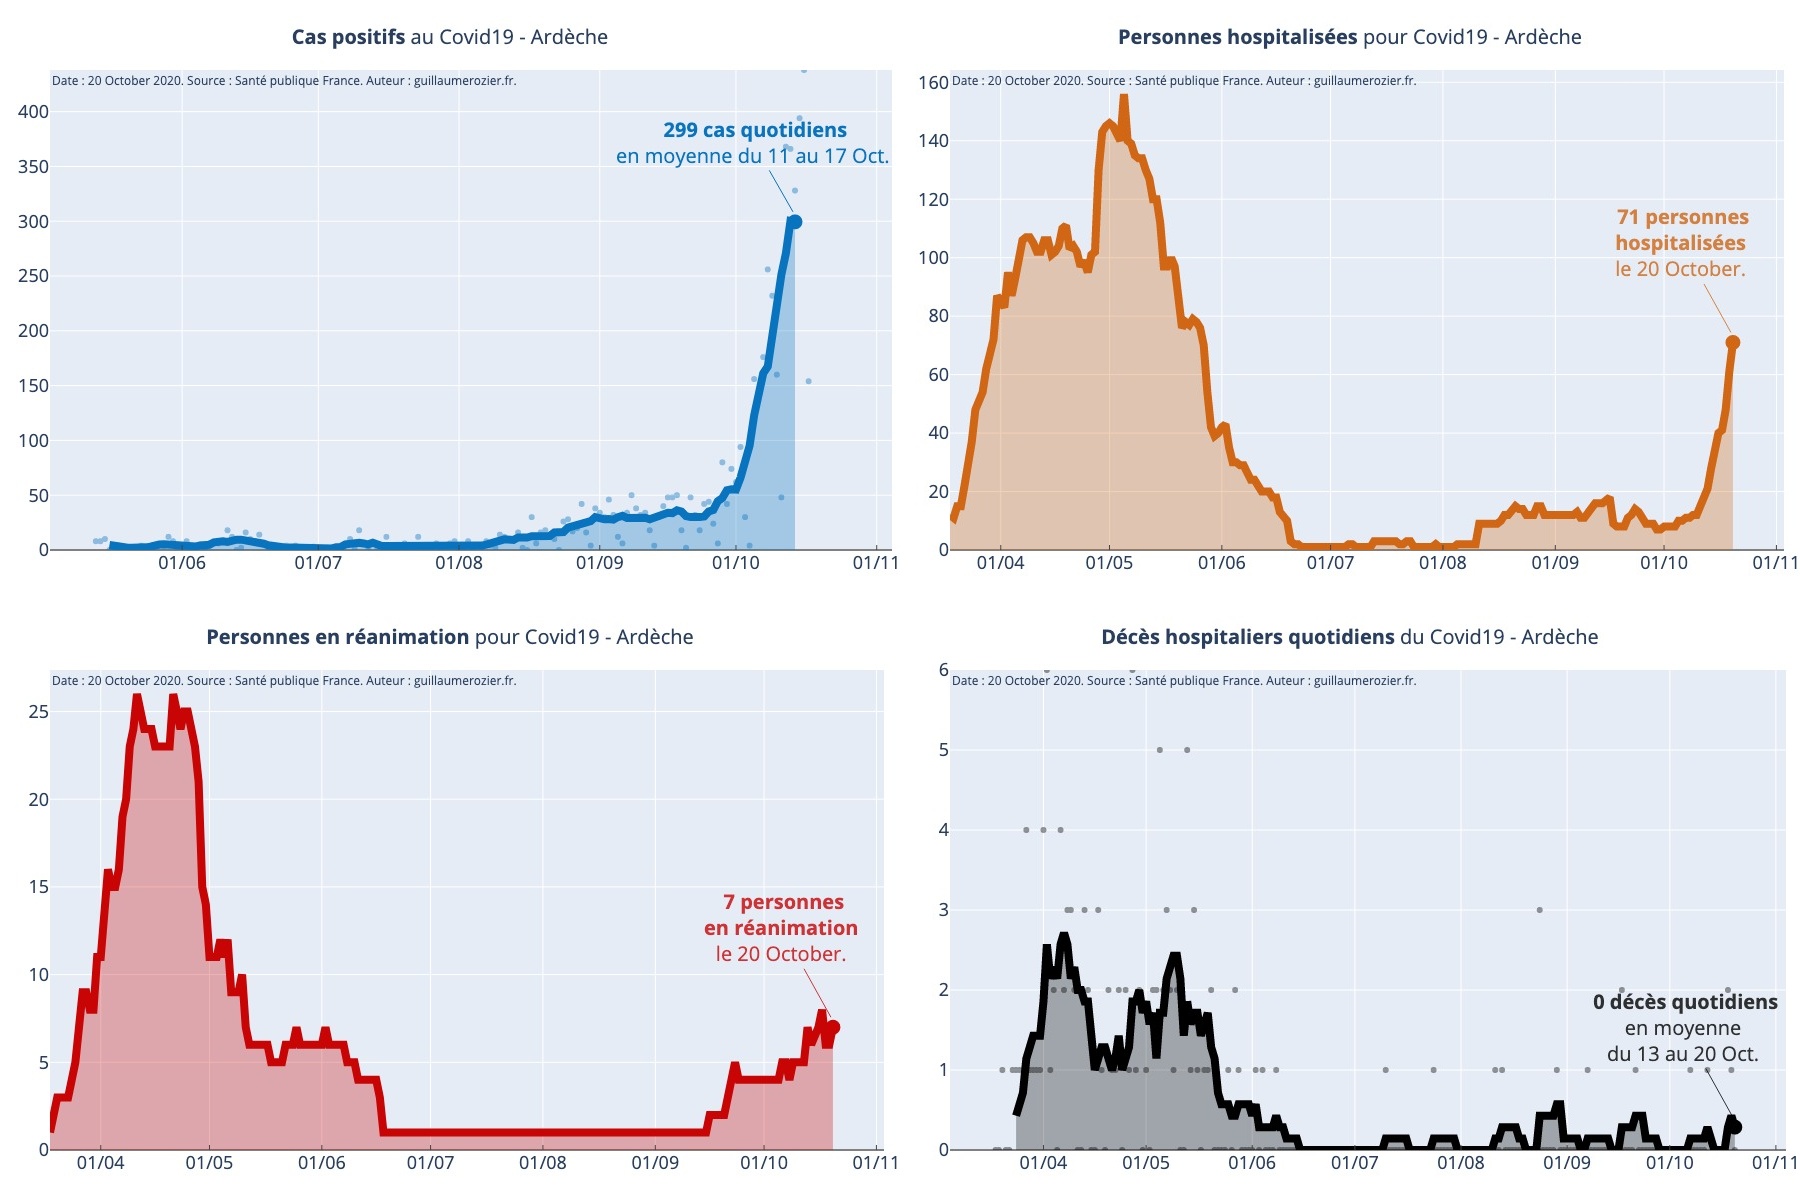 Cas positifs au Covid19 - Ardèche
Date : 20 October 2020. Source : Santé publique France. Auteur : guillaumerozier.fr.
400
350
300
250
200
150
100
50
0
299 cas quotidiens
en moyenne du 11 au 17 Oct.
01/06 01/07 01/08 01/09 01/10 01/11
Personnes hospitalisées pour Covid19 - Ardèche
Date : 20 October 2020. Source : Santé publique France. Auteur : guillaumerozier.fr.
160
140
120
100
80
60
40
20
0
71 personnes
hospitalisées
le 20 October.
01/04 01/05 01/06 01/07 01/08 01/09 01/10 01/11
Personnes en réanimation pour Covid19 - Ardèche
Date : 20 October 2020. Source : Santé publique France. Auteur : guillaumerozier.fr.
25
20
15
10
5
0
7 personnes
en réanimation
le 20 October.
01/04 01/05 01/06 01/07 01/08 01/09 01/10 01/11
Décès hospitaliers quotidiens du Covid19 - Ardèche
Date : 20 October 2020. Source : Santé publique France. Auteur : guillaumerozier.fr.
6
5
4
3
2
1
0
0 décès quotidiens
en moyenne
du 13 au 20 Oct.
01/04 01/05 01/06 01/07 01/08 01/09 01/10 01/11